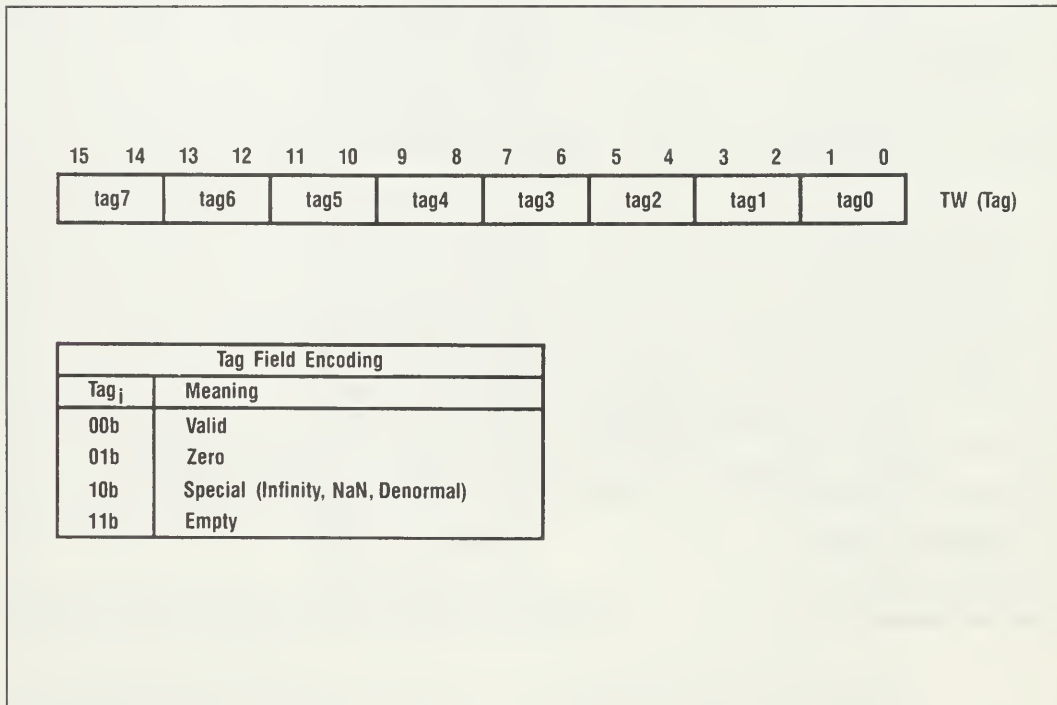 15 14 13 12 11 10 9 8 7 6 5 4 3 2 1 0
tag7 tag6 tag5 tag4 tag3 tag2 tag1 tag0 TW (Tag)
Tag Field Encoding
Tagi Meaning
00b Valid
01b Zero
10b Special (Infinity, NaN, Denormal)
11b Empty